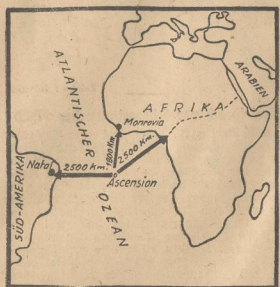 ATLANTISCHER
OZEAN
AFRIKA
ARABIEN
Monrovia
1800 Km.
2500 Km.
Natal
2500 Km.
Ascension
SÜD-AMERIKA